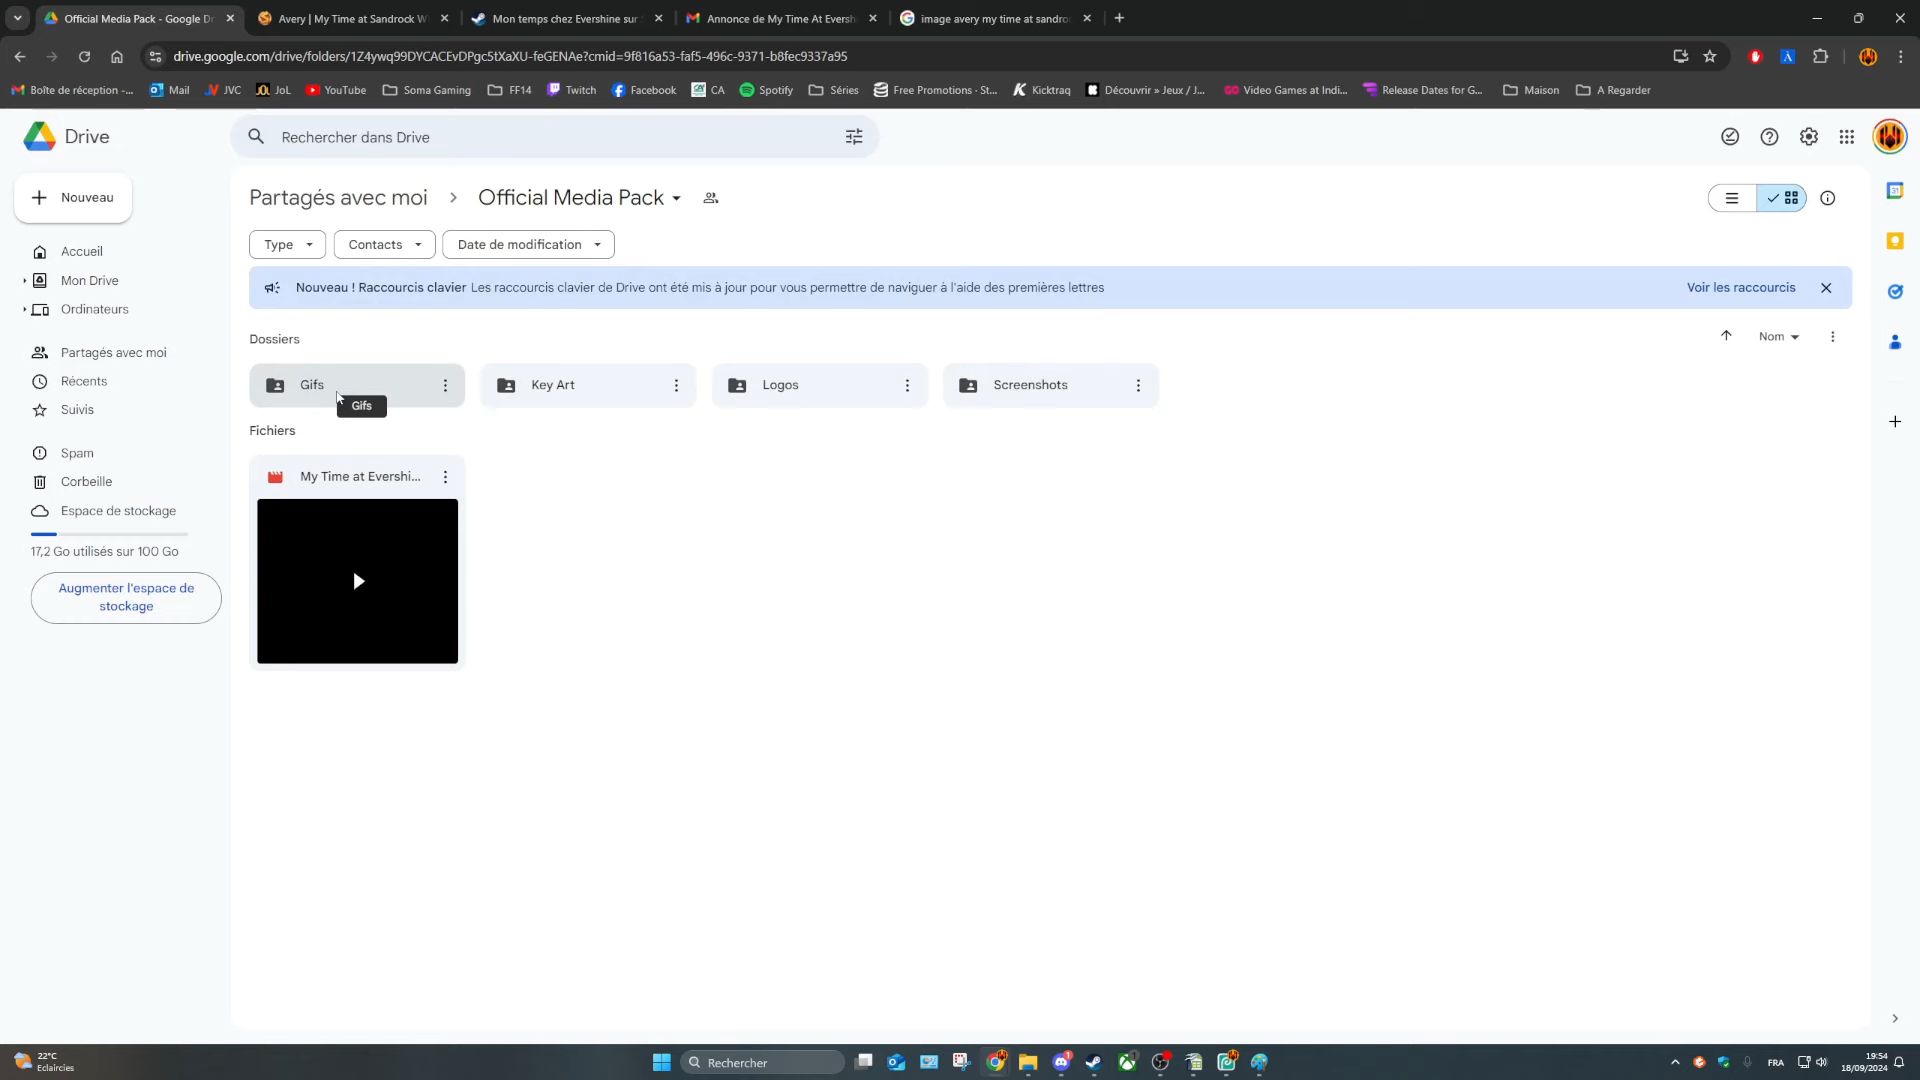 Official Media Pack - Google Dr
Avery | My Time at Sandrock W
Mon temps chez Evershine sur
Annonce de My Time At Eversh
image avery my time at sandro
drive.google.com/drive/folders/1Z4ywq99DYCACEvDPgc5tXaXU-feGENAe?cmid=9f816a53-faf5-496c-9371-b8fec9337a95
Boîte de réception -...
Mail
JVC
JoL
YouTube
Soma Gaming
FF14
Twitch
Facebook
CA
Spotify
Séries
Free Promotions · St...
Kicktraq
Découvrir » Jeux / J...
Video Games at Indi...
Release Dates for G...
Maison
A Regarder
Drive
Rechercher dans Drive
Nouveau
Partagés avec moi
Official Media Pack
Type
Contacts
Date de modification
Accueil
Mon Drive
Ordinateurs
Partagés avec moi
Récents
Suivis
Spam
Corbeille
Espace de stockage
17,2 Go utilisés sur 100 Go
Augmenter l'espace de
stockage
Nouveau ! Raccourcis clavier Les raccourcis clavier de Drive ont été mis à jour pour vous permettre de naviguer à l'aide des premières lettres
Voir les raccourcis
Dossiers
Nom
Gifs
Key Art
Logos
Screenshots
Gifs
Fichiers
My Time at Evershi...
22°C
Eclaircies
Rechercher
FRA
19:54
18/09/2024